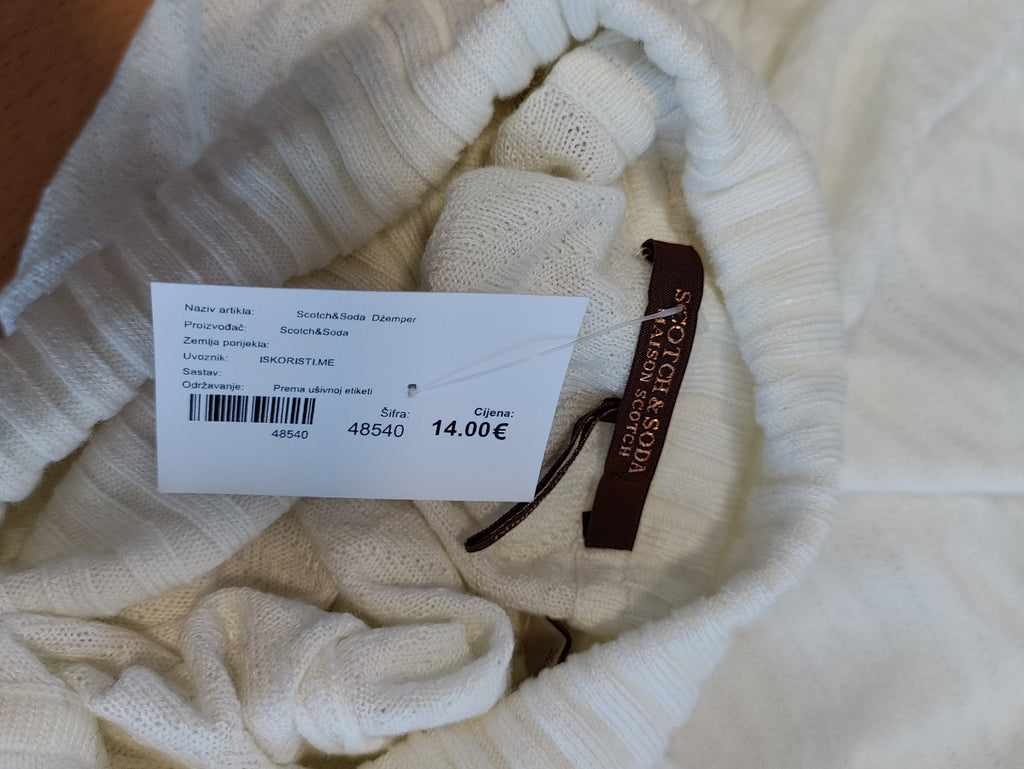 Naziv artikla: Scotch&Soda Džemper
Proizvođač: Scotch&Soda
Zemlja porijekla:
Uvoznik: ISKORISTI.ME
Sastav:
Održavanje: Prema ušivnoj etiketi
Šifra: Cijena:
48540 48540 14.00€
SCOTCH & SODA
MAISON SCOTCH